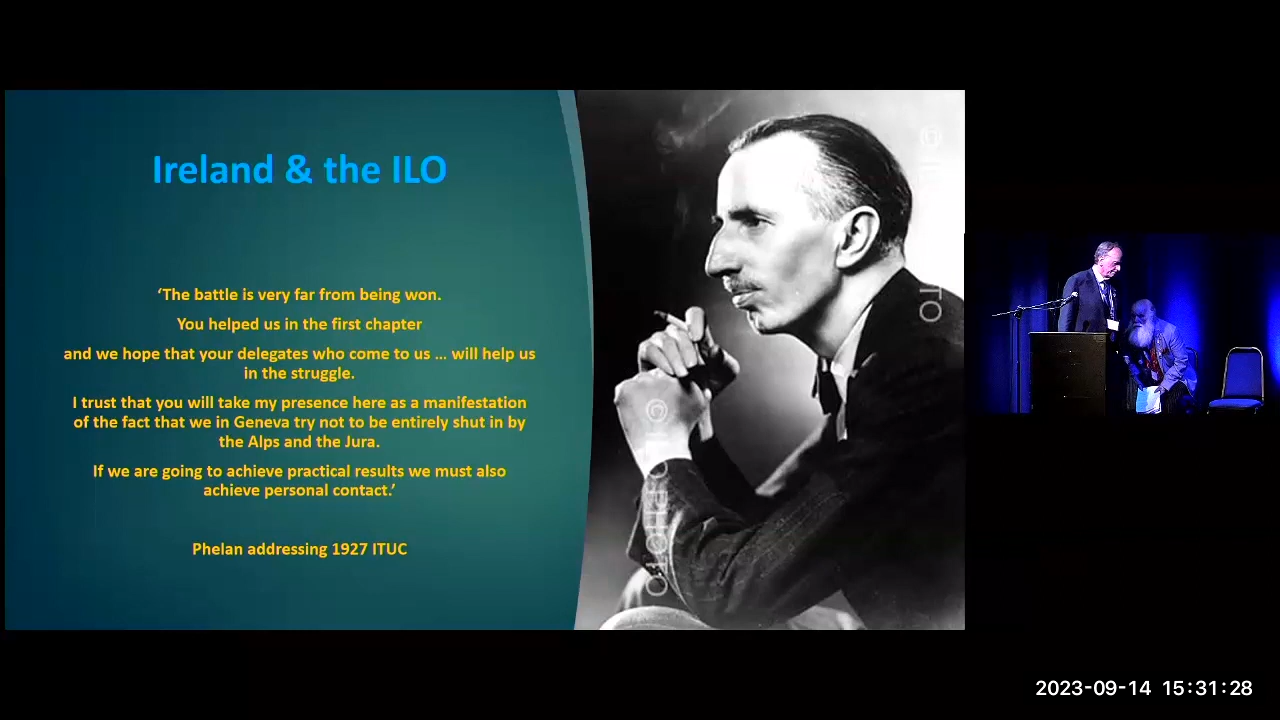 Ireland & the ILO
‘The battle is very far from being won.
You helped us in the first chapter
and we hope that your delegates who come to us ... will help us
in the struggle.
I trust that you will take my presence here as a manifestation
of the fact that we in Geneva try not to be entirely shut in by
the Alps and the Jura.
If we are going to achieve practical results we must also
achieve personal contact.’
Phelan addressing 1927 ITUC
© ILO PHOTO
2023-09-14 15:31:28